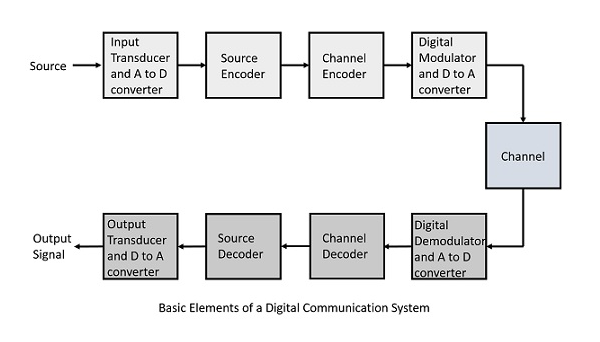 Source
Input
Transducer
and A to D
converter
Source
Encoder
Channel
Encoder
Digital
Modulator
and D to A
converter
Channel
Output
Signal
Output
Transducer
and D to A
converter
Source
Decoder
Channel
Decoder
Digital
Demodulator
and A to D
converter
Basic Elements of a Digital Communication System